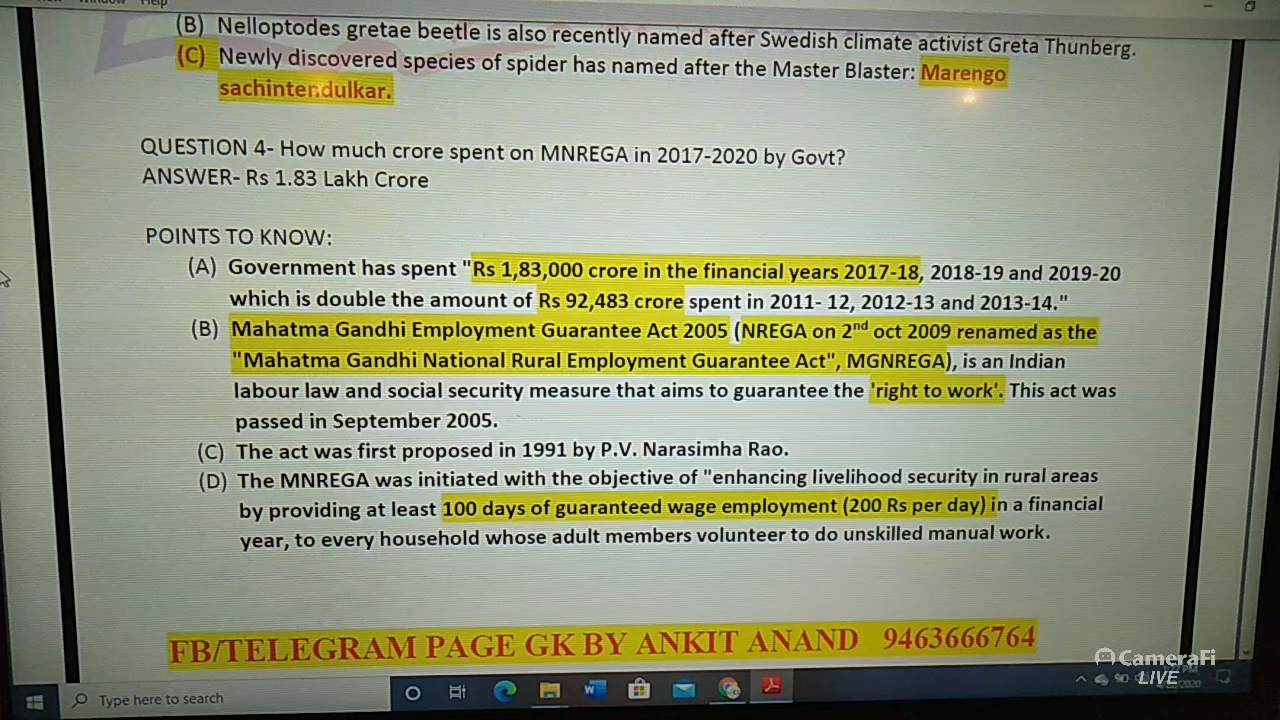 Help
(B) Nelloptodes gretae beetle is also recently named after Swedish climate activist Greta Thunberg.
(C) Newly discovered species of spider has named after the Master Blaster: Marengo
sachintendulkar.
QUESTION 4- How much crore spent on MNREGA in 2017-2020 by Govt?
ANSWER- Rs 1.83 Lakh Crore
POINTS TO KNOW:
(A) Government has spent "Rs 1,83,000 crore in the financial years 2017-18, 2018-19 and 2019-20
which is double the amount of Rs 92,483 crore spent in 2011- 12, 2012-13 and 2013-14."
(B) Mahatma Gandhi Employment Guarantee Act 2005 (NREGA on 2nd oct 2009 renamed as the
"Mahatma Gandhi National Rural Employment Guarantee Act", MGNREGA), is an Indian
labour law and social security measure that aims to guarantee the 'right to work'. This act was
passed in September 2005.
(C) The act was first proposed in 1991 by P.V. Narasimha Rao.
(D) The MNREGA was initiated with the objective of "enhancing livelihood security in rural areas
by providing at least 100 days of guaranteed wage employment (200 Rs per day) in a financial
year, to every household whose adult members volunteer to do unskilled manual work.
FB/TELEGRAM PAGE GK BY ANKIT ANAND 9463666764
CameraFi
LIVE
Type here to search